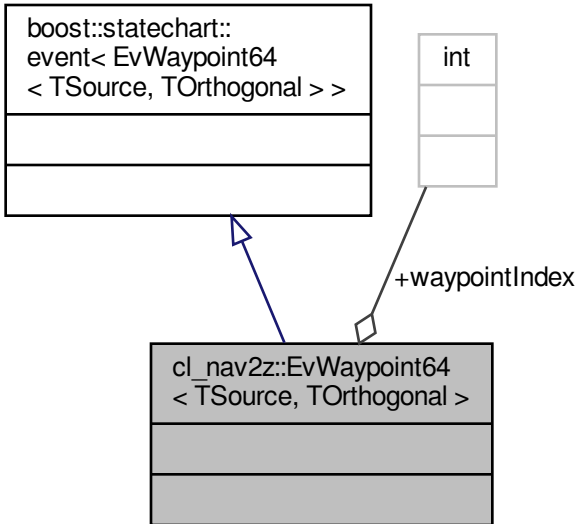 boost::statechart::
event< EvWaypoint64
< TSource, TOrthogonal > >
int
+waypointIndex
cl_nav2z::EvWaypoint64
< TSource, TOrthogonal >